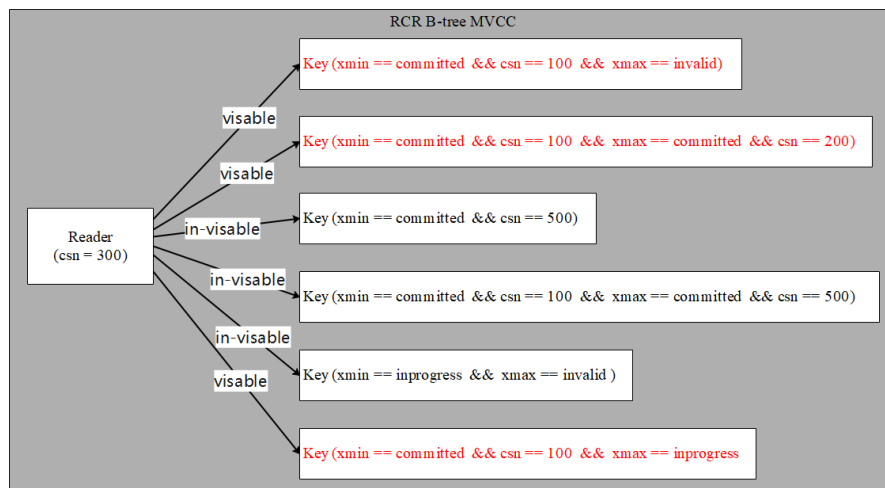 RCR B-tree MVCC
Key (xmin == committed && csn == 100 && xmax == invalid)
visable
Key (xmin == committed && csn == 100 && xmax == committed && csn == 200)
visable
Key (xmin == committed && csn == 500)
in-visable
Reader
(csn = 300)
in-visable
Key (xmin == committed && csn == 100 && xmax == committed && csn == 500)
in-visable
Key (xmin == inprogress && xmax == invalid )
visable
Key (xmin == committed && csn == 100 && xmax == inprogress